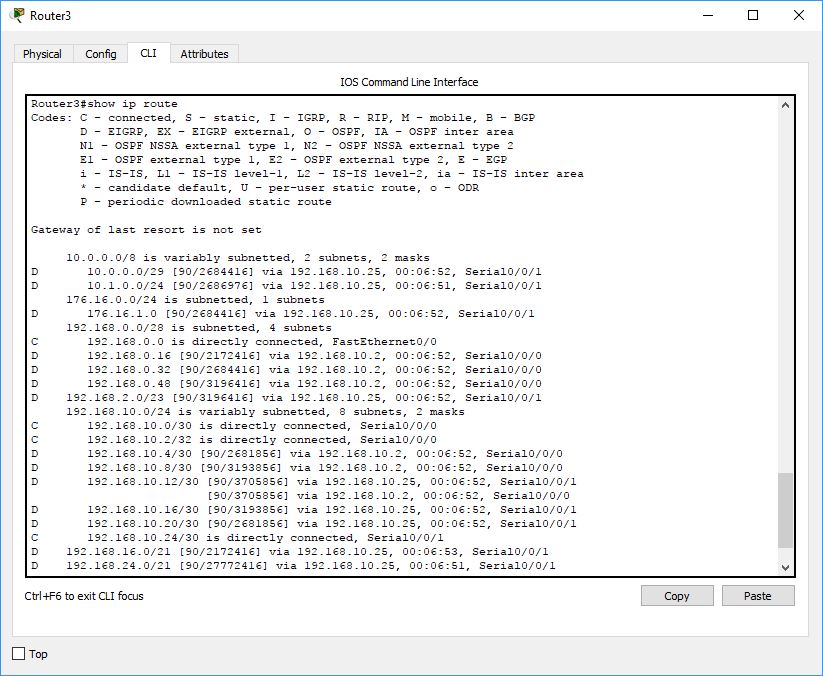 Router3
Physical Config CLI Attributes
IOS Command Line Interface
Router3#show ip route
Codes: C - connected, S - static, I - IGRP, R - RIP, M - mobile, B - BGP
D - EIGRP, EX - EIGRP external, O - OSPF, IA - OSPF inter area
N1 - OSPF NSSA external type 1, N2 - OSPF NSSA external type 2
E1 - OSPF external type 1, E2 - OSPF external type 2, E - EGP
i - IS-IS, L1 - IS-IS level-1, L2 - IS-IS level-2, ia - IS-IS inter area
* - candidate default, U - per-user static route, o - ODR
P - periodic downloaded static route
Gateway of last resort is not set
10.0.0.0/8 is variably subnetted, 2 subnets, 2 masks
D 10.0.0.0/29 [90/2684416] via 192.168.10.25, 00:06:52, Serial0/0/1
D 10.1.0.0/24 [90/2686976] via 192.168.10.25, 00:06:51, Serial0/0/1
176.16.0.0/24 is subnetted, 1 subnets
D 176.16.1.0 [90/2684416] via 192.168.10.25, 00:06:52, Serial0/0/1
192.168.0.0/28 is subnetted, 4 subnets
C 192.168.0.0 is directly connected, FastEthernet0/0
D 192.168.0.16 [90/2172416] via 192.168.10.2, 00:06:52, Serial0/0/0
D 192.168.0.32 [90/2684416] via 192.168.10.2, 00:06:52, Serial0/0/0
D 192.168.0.48 [90/3196416] via 192.168.10.2, 00:06:52, Serial0/0/0
D 192.168.2.0/23 [90/3196416] via 192.168.10.25, 00:06:52, Serial0/0/1
192.168.10.0/24 is variably subnetted, 8 subnets, 2 masks
C 192.168.10.0/30 is directly connected, Serial0/0/0
C 192.168.10.2/32 is directly connected, Serial0/0/0
D 192.168.10.4/30 [90/2681856] via 192.168.10.2, 00:06:52, Serial0/0/0
D 192.168.10.8/30 [90/3193856] via 192.168.10.2, 00:06:52, Serial0/0/0
D 192.168.10.12/30 [90/3705856] via 192.168.10.25, 00:06:52, Serial0/0/1
[90/3705856] via 192.168.10.2, 00:06:52, Serial0/0/0
D 192.168.10.16/30 [90/3193856] via 192.168.10.25, 00:06:52, Serial0/0/1
D 192.168.10.20/30 [90/2681856] via 192.168.10.25, 00:06:52, Serial0/0/1
C 192.168.10.24/30 is directly connected, Serial0/0/1
D 192.168.16.0/21 [90/2172416] via 192.168.10.25, 00:06:53, Serial0/0/1
D 192.168.24.0/21 [90/27772416] via 192.168.10.25, 00:06:51, Serial0/0/1
Ctrl+F6 to exit CLI focus
Copy Paste
Top